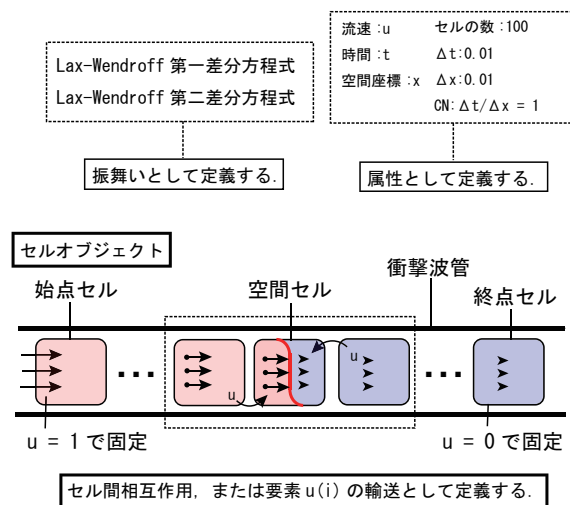 Lax-Wendroff 第一差分方程式
Lax-Wendroff 第二差分方程式
振舞いとして定義する.
流速:u セルの数:100
時間:t Δt:0.01
空間座標:x Δx:0.01
CN:Δt/Δx = 1
属性として定義する.
セルオブジェクト
衝撃波管
始点セル
空間セル
終点セル
u
u
u = 1 で固定
u = 0 で固定
セル間相互作用, または要素 u(i) の輸送として定義する.